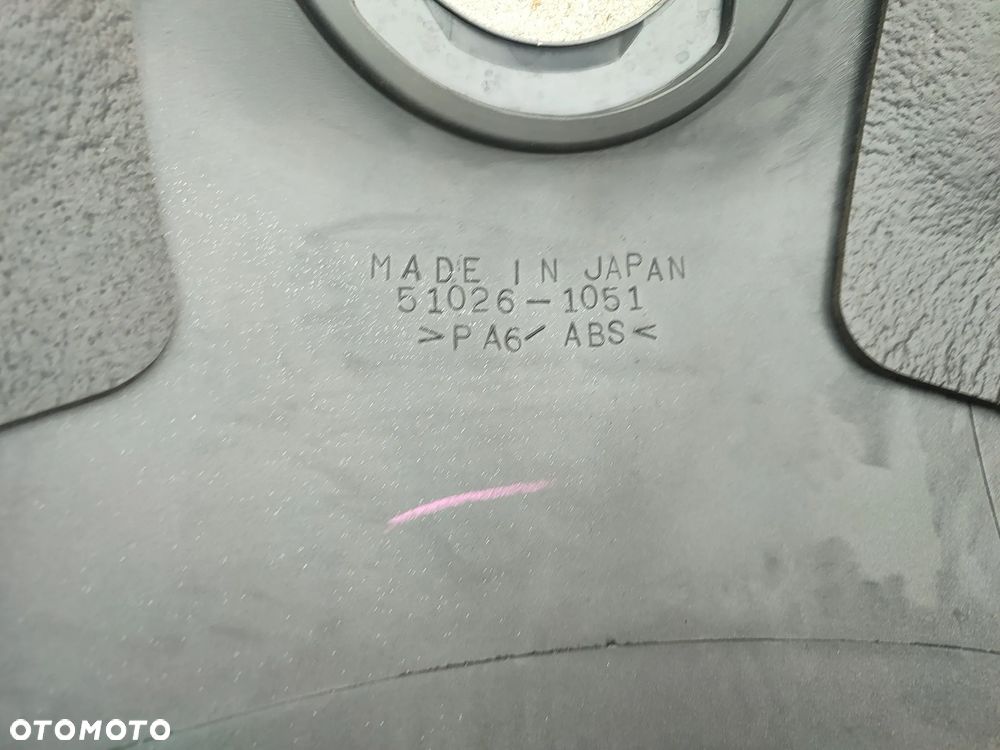 MADE IN JAPAN
51026-1051
>PA6/ABS<
OTOMOTO